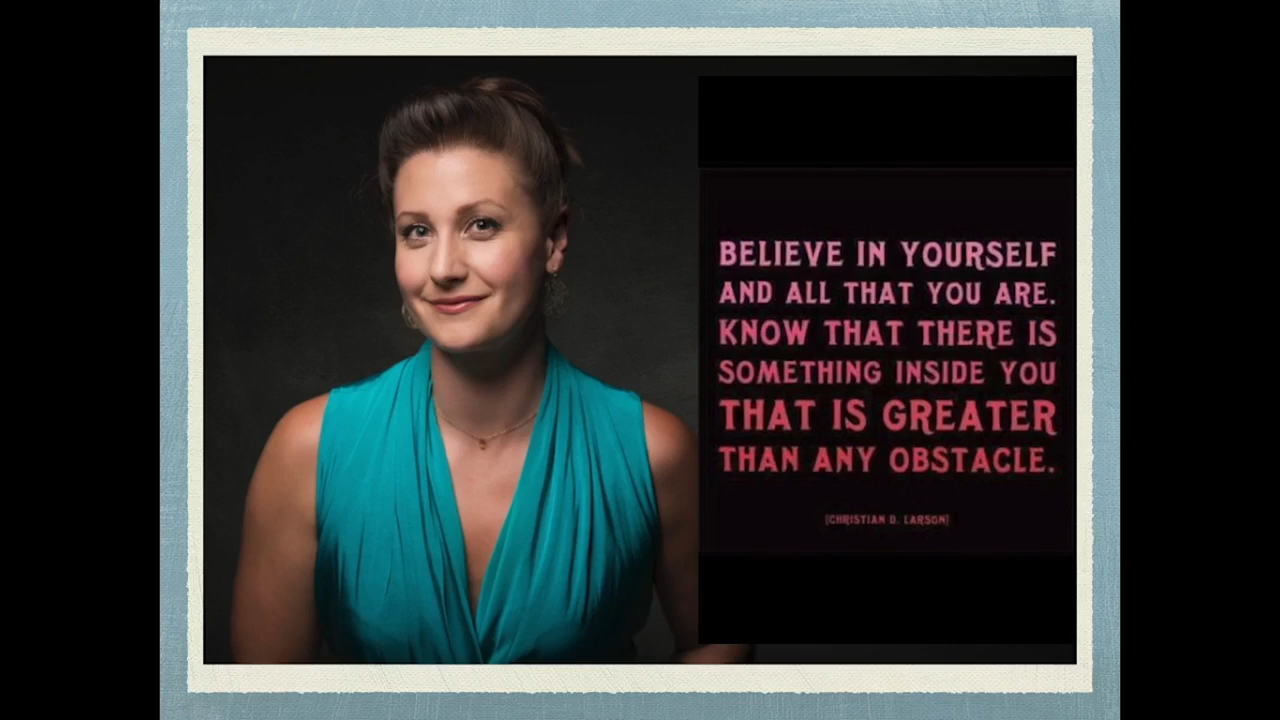 BELIEVE IN YOURSELF
AND ALL THAT YOU ARE.
KNOW THAT THERE IS
SOMETHING INSIDE YOU
THAT IS GREATER
THAN ANY OBSTACLE.
[CHRISTIAN D. LARSON]